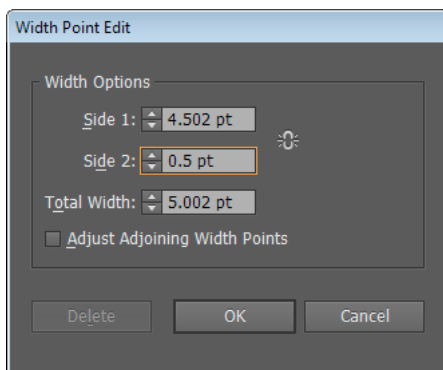 Width Point Edit
Width Options
Side 1: 4.502 pt
Side 2: 0.5 pt
Total Width: 5.002 pt
Adjust Adjoining Width Points
Delete OK Cancel